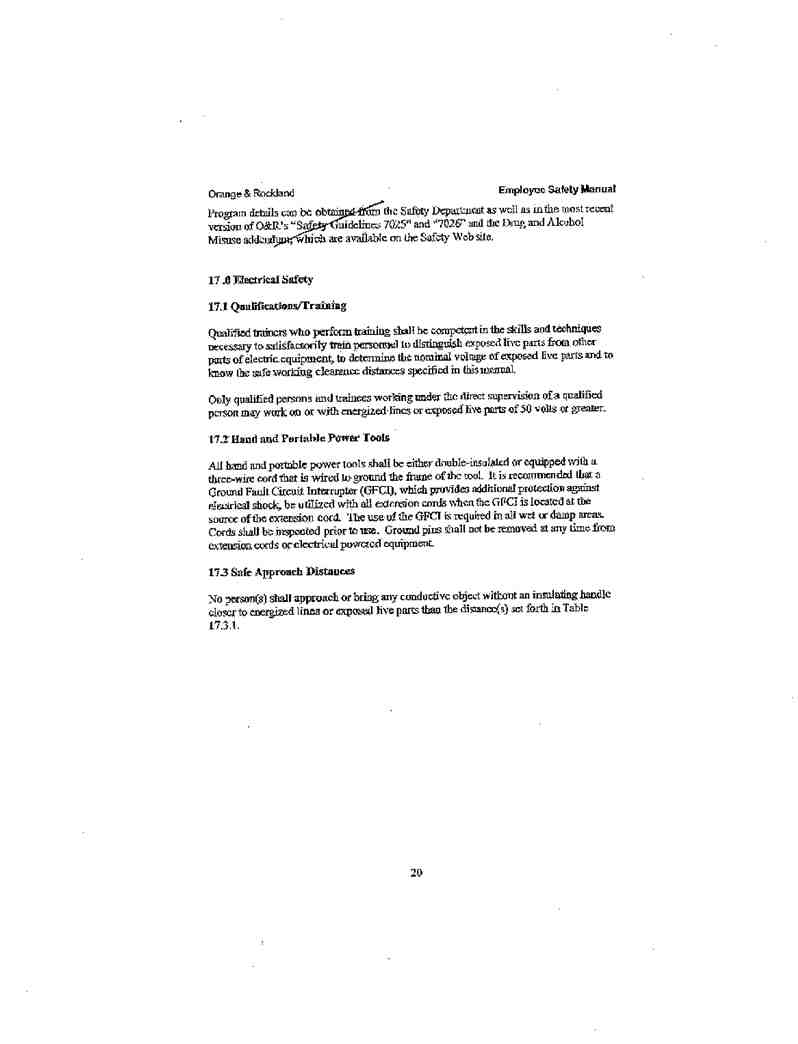 Orange & Rockland
Employee Safety Manual
Program details can be obtained from the Safety Department as well as in the most recent
version of O&R's "Safety Guidelines 7025" and "7026" and the Drug and Alcohol
Misuse addendum, which are available on the Safety Web site.
17 .0 Electrical Safety
17.1 Qualifications/Training
Qualified trainers who perform training shall be competent in the skills and techniques
necessary to satisfactorily train personnel to distinguish exposed live parts from other
parts of electric equipment, to determine the nominal voltage of exposed live parts and to
know the safe working clearance distances specified in this manual.
Only qualified persons and trainees working under the direct supervision of a qualified
person may work on or with energized lines or exposed live parts of 50 volts or greater.
17.2 Hand and Portable Power Tools
All hand and portable power tools shall be either double-insulated or equipped with a
three-wire cord that is wired to ground the frame of the tool. It is recommended that a
Ground Fault Circuit Interrupter (GFCI), which provides additional protection against
electrical shock, be utilized with all extension cords when the GFCI is located at the
source of the extension cord. The use of the GFCI is required in all wet or damp areas.
Cords shall be inspected prior to use. Ground pins shall not be removed at any time from
extension cords or electrical powered equipment.
17.3 Safe Approach Distances
No person(s) shall approach or bring any conductive object without an insulating handle
closer to energized lines or exposed live parts than the distance(s) set forth in Table
17.3.1.
20